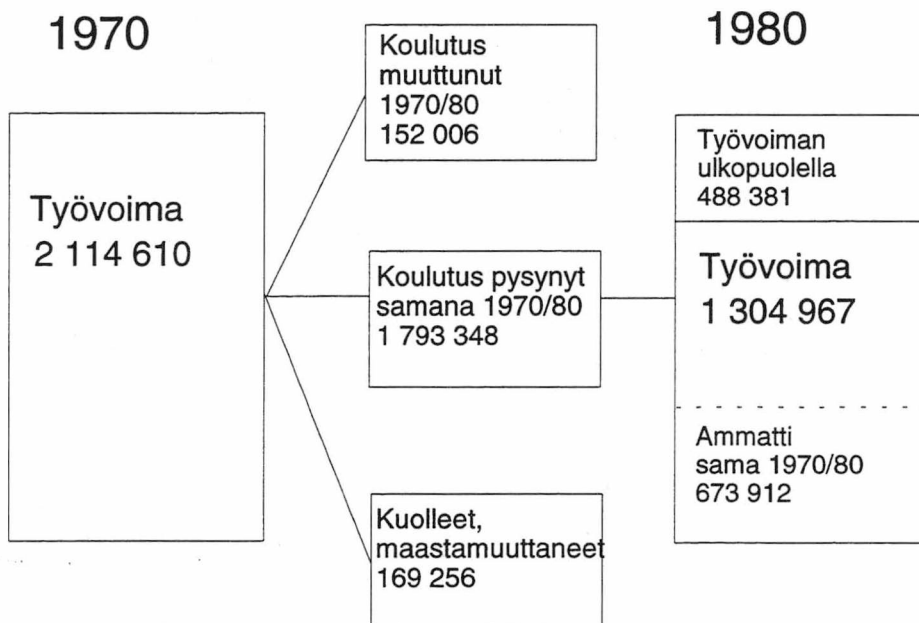 1970
1980
Työvoima
2 114 610
Koulutus
muuttunut
1970/80
152 006
Koulutus pysynyt
samana 1970/80
1 793 348
Kuolleet,
maastamuuttaneet
169 256
Työvoiman
ulkopuolella
488 381
Työvoima
1 304 967
Ammatti
sama 1970/80
673 912